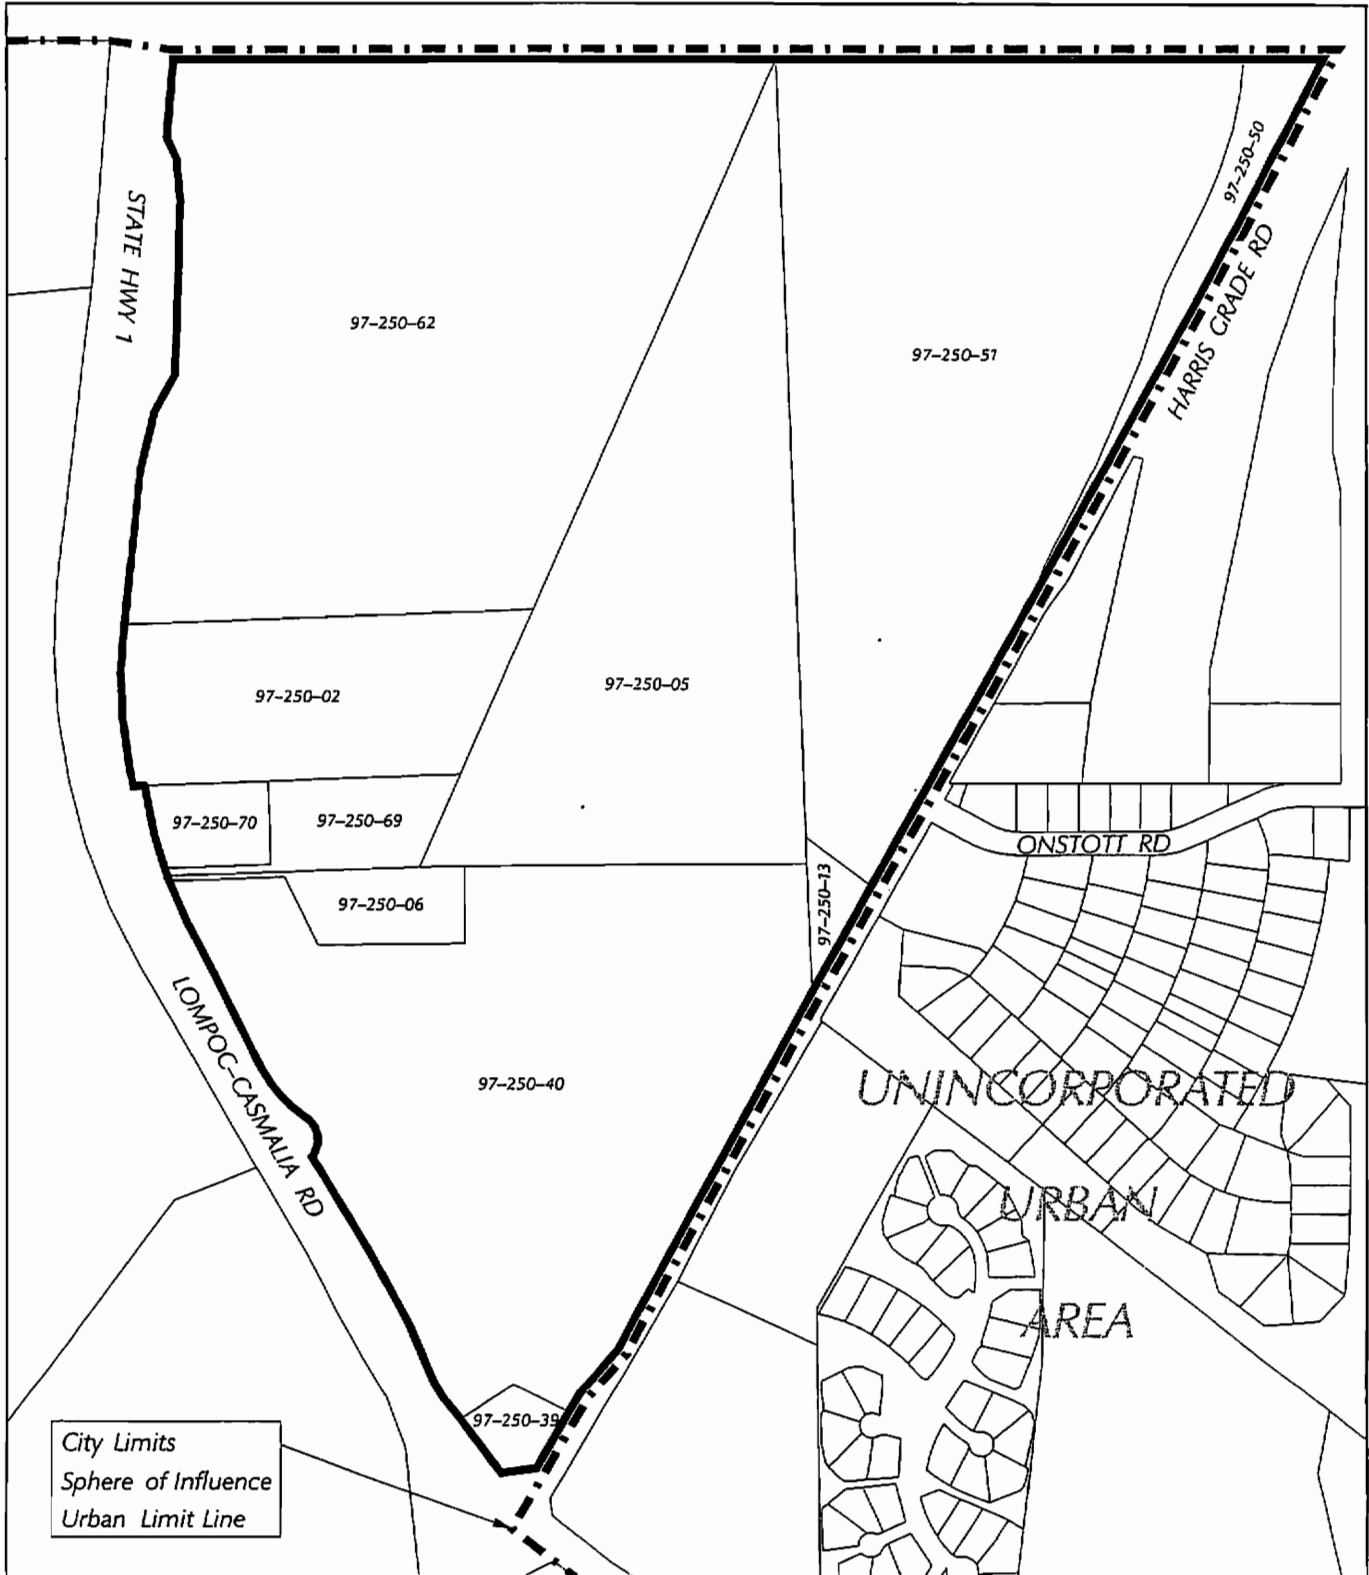 97-250-50
STATE HWY 1
HARRIS GRADE RD
97-250-62
97-250-51
97-250-02
97-250-05
97-250-70
97-250-69
ONSTOTT RD
97-250-06
97-250-13
LOMPOC-CASMALIA RD
97-250-40
UNINCORPORATED
URBAN
AREA
97-250-39
City Limits
Sphere of Influence
Urban Limit Line